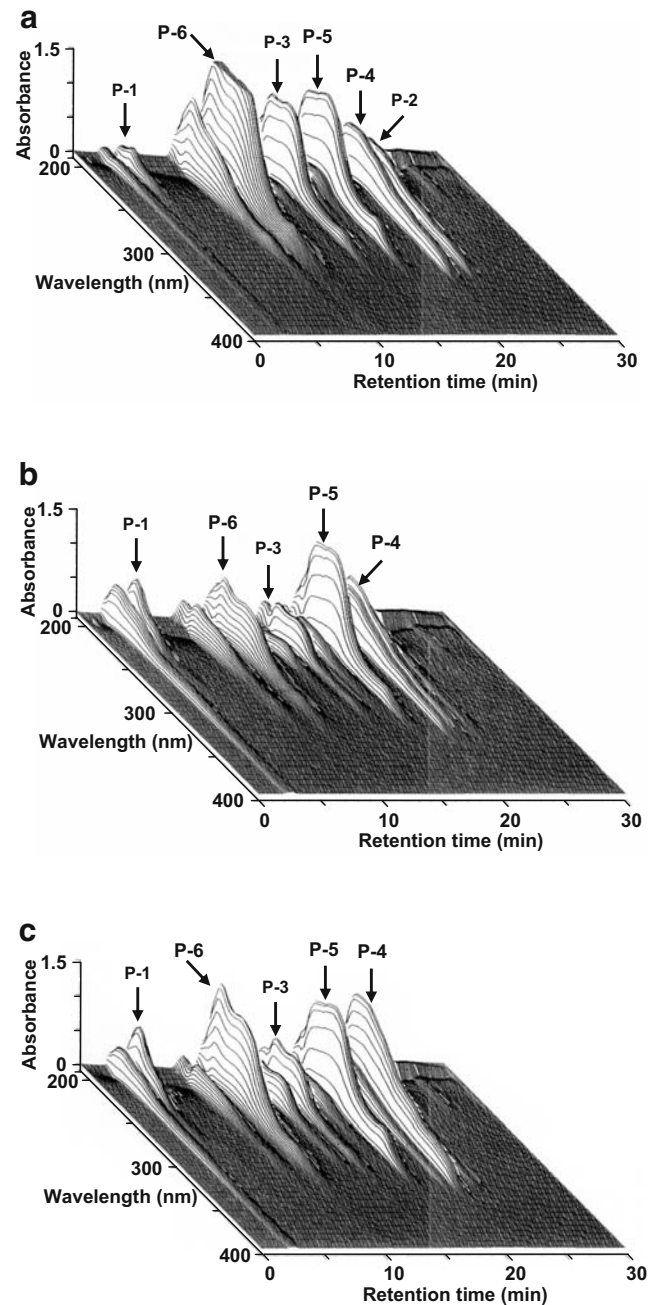 a
P-6
P-3
P-5
P-4
P-2
P-1
1.5
Absorbance
0
200
300
Wavelength (nm)
400
0
10
20
30
Retention time (min)
b
P-5
P-1
P-6
P-3
P-4
1.5
Absorbance
0
200
300
Wavelength (nm)
400
0
10
20
30
Retention time (min)
c
P-6
P-5
P-4
P-1
P-3
1.5
Absorbance
0
200
300
Wavelength (nm)
400
0
10
20
30
Retention time (min)